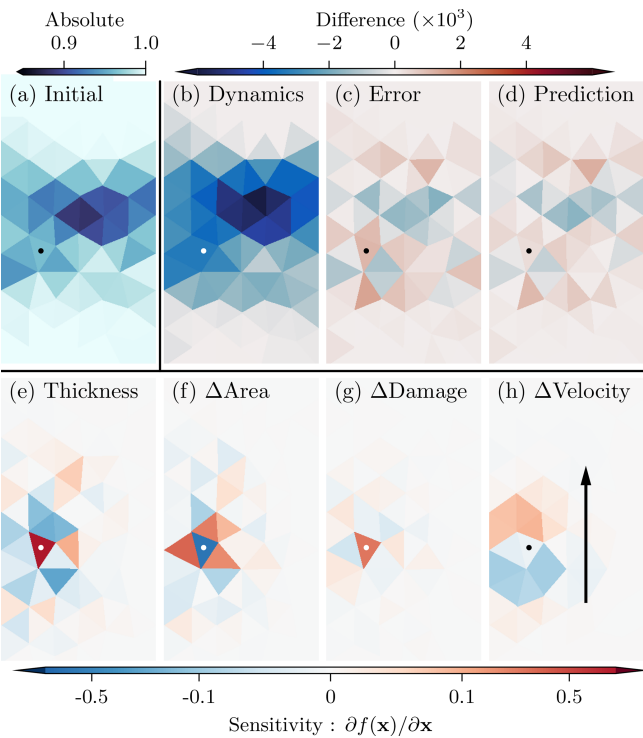 Absolute
Difference (×10³)
0.9 1.0
−4 −2 0 2 4
(a) Initial
(b) Dynamics
(c) Error
(d) Prediction
(e) Thickness
(f) ΔArea
(g) ΔDamage
(h) ΔVelocity
-0.5 -0.1 0 0.1 0.5
Sensitivity : ∂f(x)/∂x